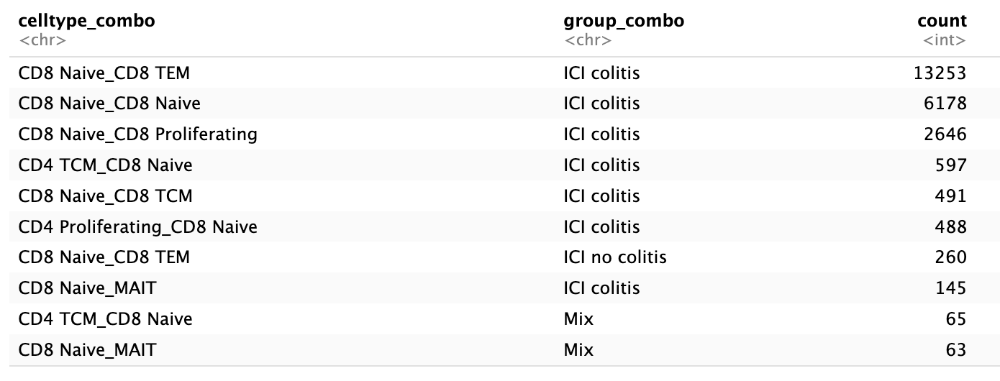 celltype_combo group_combo count
<chr> <chr> <int>
CD8 Naive_CD8 TEM ICI colitis 13253
CD8 Naive_CD8 Naive ICI colitis 6178
CD8 Naive_CD8 Proliferating ICI colitis 2646
CD4 TCM_CD8 Naive ICI colitis 597
CD8 Naive_CD8 TCM ICI colitis 491
CD4 Proliferating_CD8 Naive ICI colitis 488
CD8 Naive_CD8 TEM ICI no colitis 260
CD8 Naive_MAIT ICI colitis 145
CD4 TCM_CD8 Naive Mix 65
CD8 Naive_MAIT Mix 63